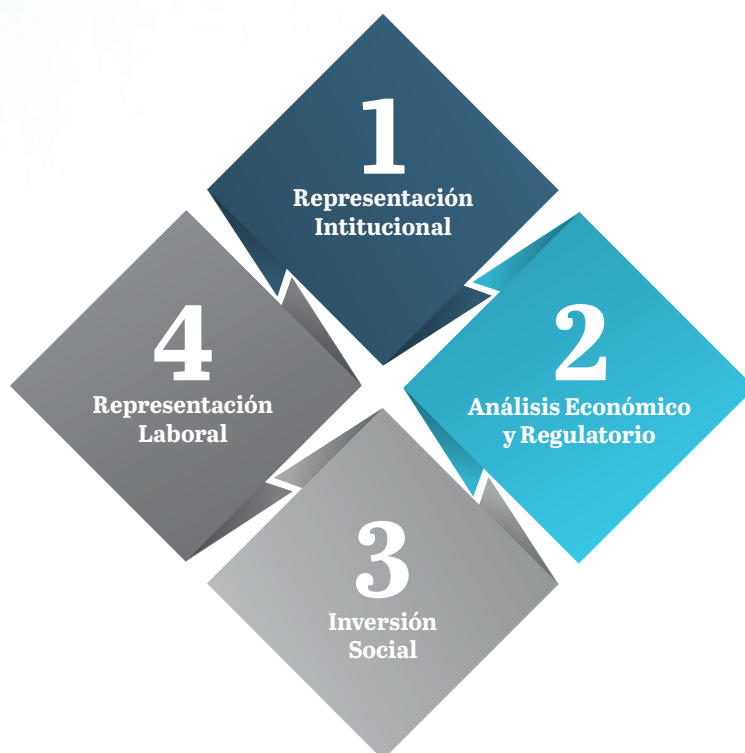 1
Representación
Intitucional
2
Análisis Económico
y Regulatorio
3
Inversión
Social
4
Representación
Laboral